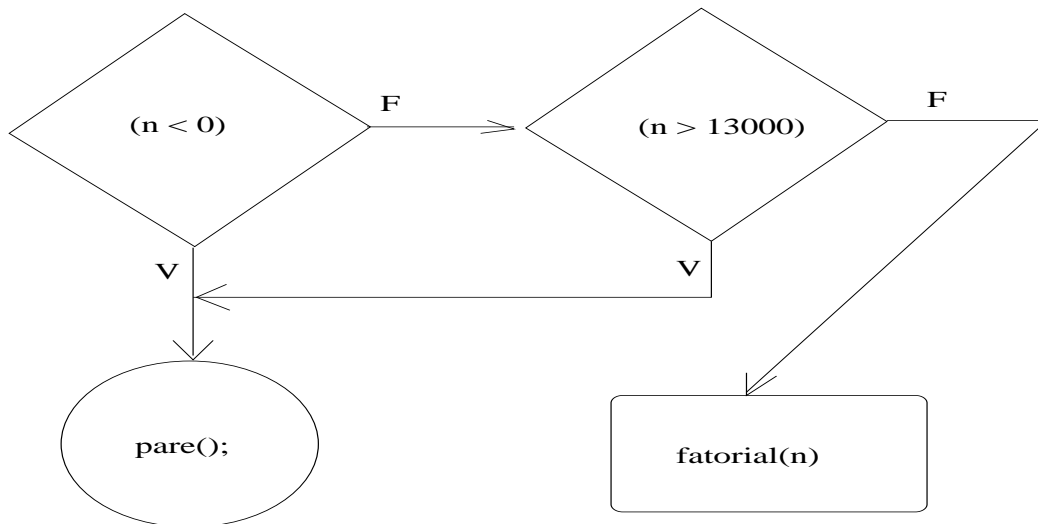 F
F
(n < 0)
(n > 13000)
V
V
pare();
fatorial(n)